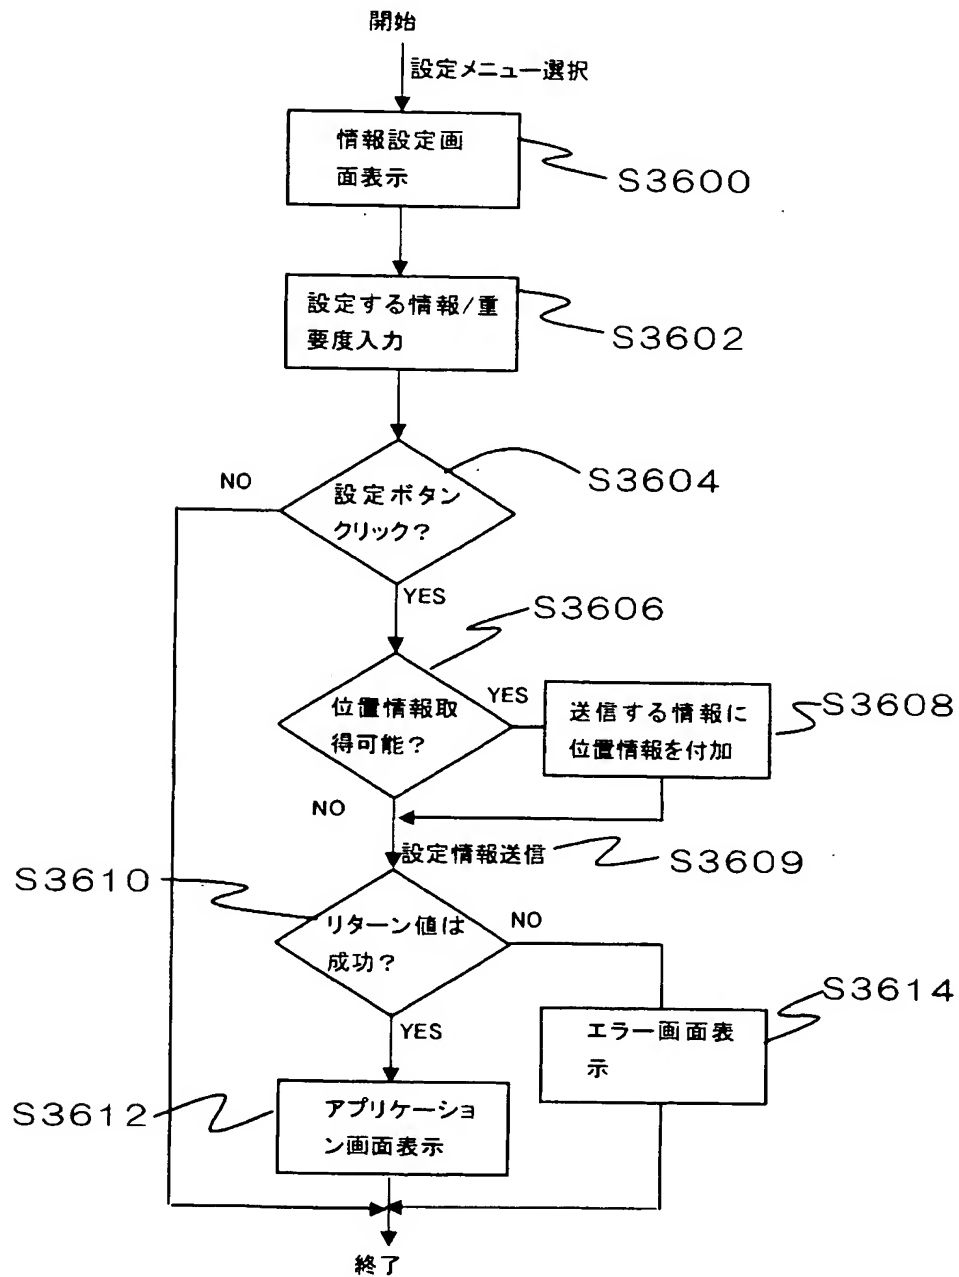 開始
設定メニュー選択
情報設定画
面表示
S3600
設定する情報/重
要度入力
S3602
NO
設定ボタン
クリック?
S3604
YES
S3606
位置情報取
得可能?
YES
送信する情報に
位置情報を付加
S3608
NO
設定情報送信
S3609
S3610
リターン値は
成功?
NO
YES
エラー画面表
示
S3614
S3612
アプリケーショ
ン画面表示
終了